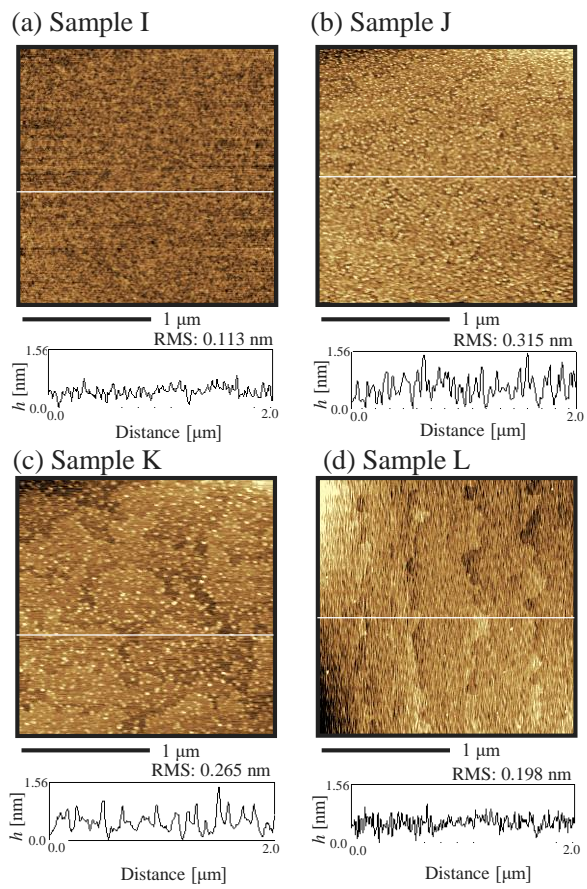 (a) Sample I
1 μm
RMS: 0.113 nm
1.56
h [nm]
0.0
0.0
2.0
Distance [μm]
(b) Sample J
1 μm
RMS: 0.315 nm
1.56
h [nm]
0.0
0.0
2.0
Distance [μm]
(c) Sample K
1 μm
RMS: 0.265 nm
1.56
h [nm]
0.0
0.0
2.0
Distance [μm]
(d) Sample L
1 μm
RMS: 0.198 nm
1.56
h [nm]
0.0
0.0
2.0
Distance [μm]